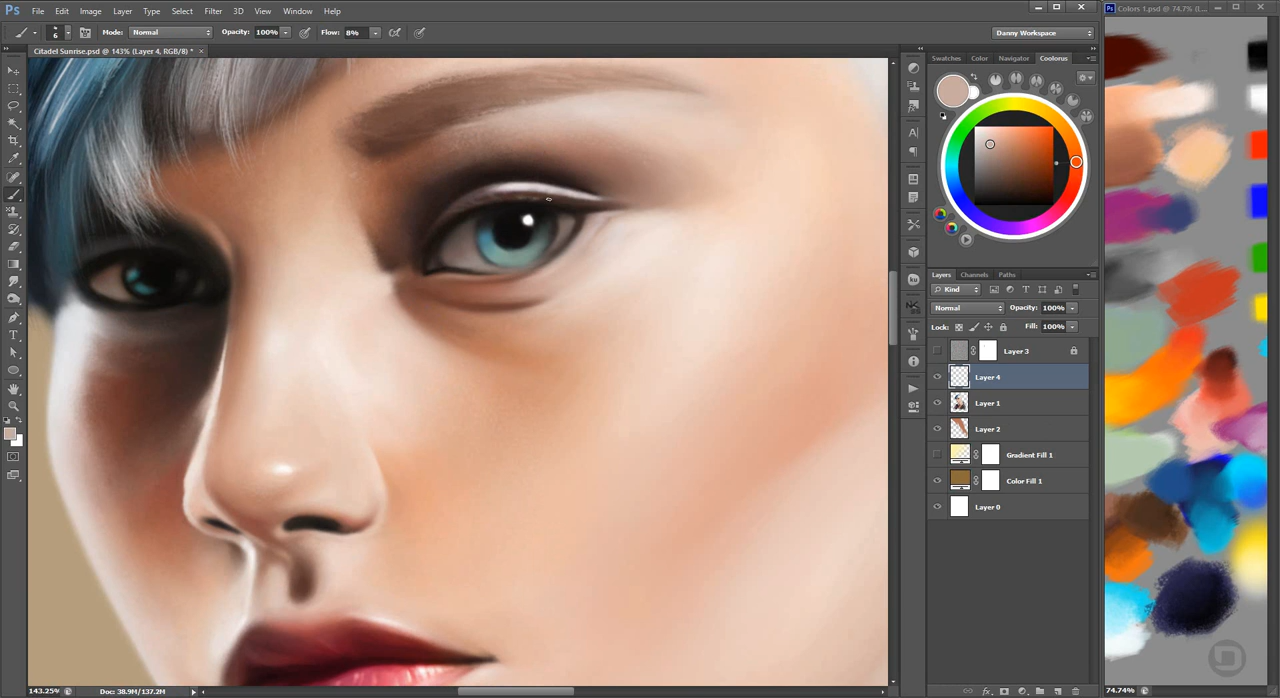 Ps File Edit Image Layer Type Select Filter 3D View Window Help
Colors 1.psd @ 74.7% (L...
6 Mode: Normal Opacity: 100% Flow: 8% Danny Workspace
Citadel Sunrise.psd @ 143% (Layer 4, RGB/8) * ×
Swatches Color Navigator Coolorus
Layers Channels Paths
Kind
Normal Opacity: 100%
Lock: Fill: 100%
Layer 3
Layer 4
Layer 1
Layer 2
Gradient Fill 1
Color Fill 1
Layer 0
143.25% Doc: 38.9M/137.2M
74.74%